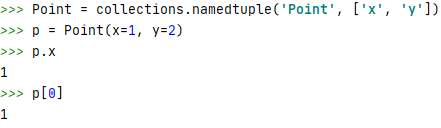 >>> Point = collections.namedtuple('Point', ['x', 'y'])
>>> p = Point(x=1, y=2)
>>> p.x
1
>>> p[0]
1